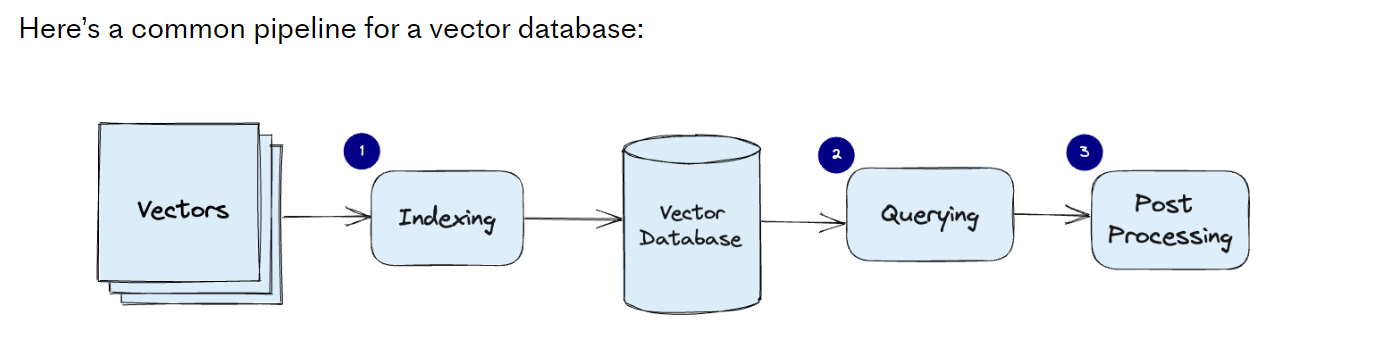 Here’s a common pipeline for a vector database:
Vectors
1
Indexing
Vector
Database
2
Querying
3
Post
Processing